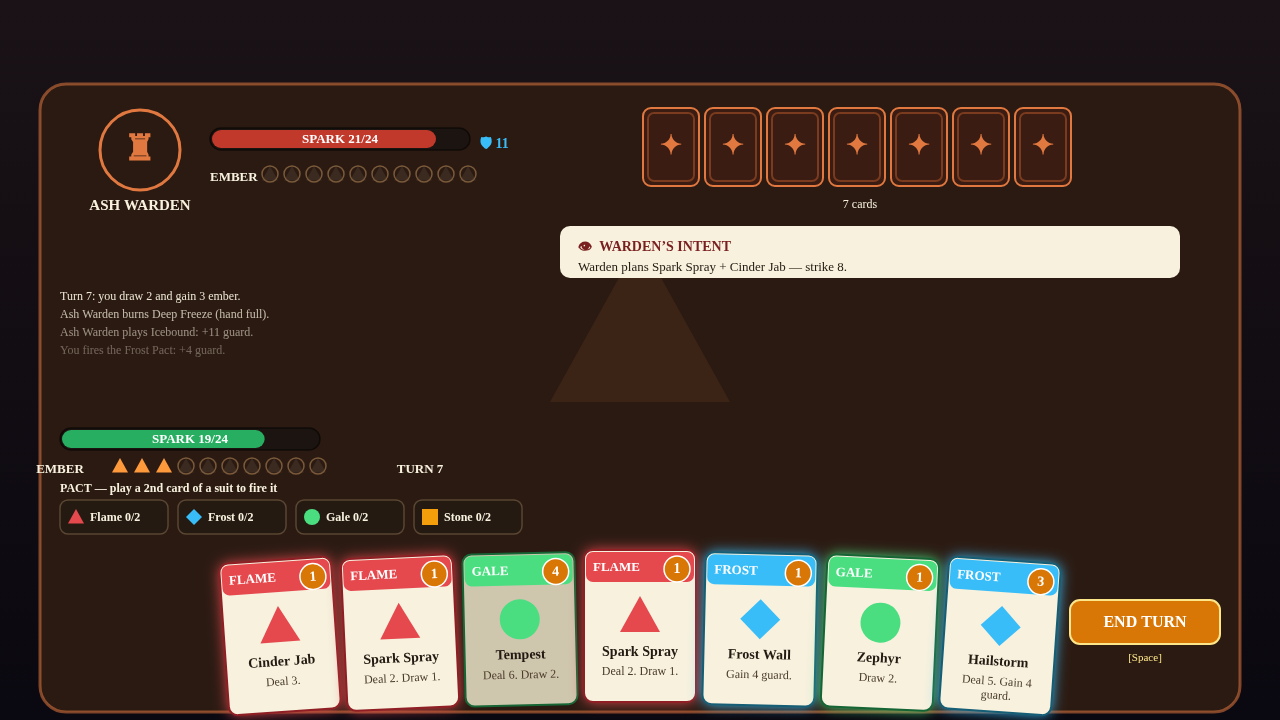 SPARK 21/24
11
EMBER
ASH WARDEN
7 cards
WARDEN'S INTENT
Warden plans Spark Spray + Cinder Jab — strike 8.
Turn 7: you draw 2 and gain 3 ember.
Ash Warden burns Deep Freeze (hand full).
Ash Warden plays Icebound: +11 guard.
You fires the Frost Pact: +4 guard.
SPARK 19/24
EMBER
TURN 7
PACT — play a 2nd card of a suit to fire it
Flame 0/2
Frost 0/2
Gale 0/2
Stone 0/2
FLAME 1
Cinder Jab
Deal 3.
FLAME 1
Spark Spray
Deal 2. Draw 1.
GALE 4
Tempest
Deal 6. Draw 2.
FLAME 1
Spark Spray
Deal 2. Draw 1.
FROST 1
Frost Wall
Gain 4 guard.
GALE 1
Zephyr
Draw 2.
FROST 3
Hailstorm
Deal 5. Gain 4
guard.
END TURN
[Space]